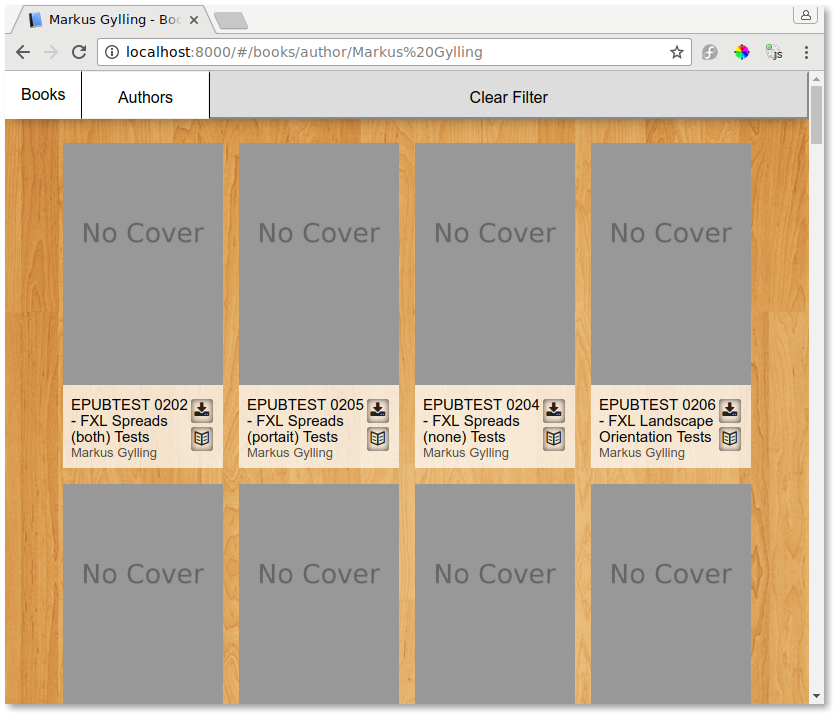 Markus Gylling - Boo
localhost:8000/#/books/author/Markus%20Gylling
js
Books
Authors
Clear Filter
No Cover
No Cover
No Cover
No Cover
EPUBTEST 0202
- FXL Spreads
(both) Tests
Markus Gylling
EPUBTEST 0205
- FXL Spreads
(portait) Tests
Markus Gylling
EPUBTEST 0204
- FXL Spreads
(none) Tests
Markus Gylling
EPUBTEST 0206
- FXL Landscape
Orientation Tests
Markus Gylling
No Cover
No Cover
No Cover
No Cover